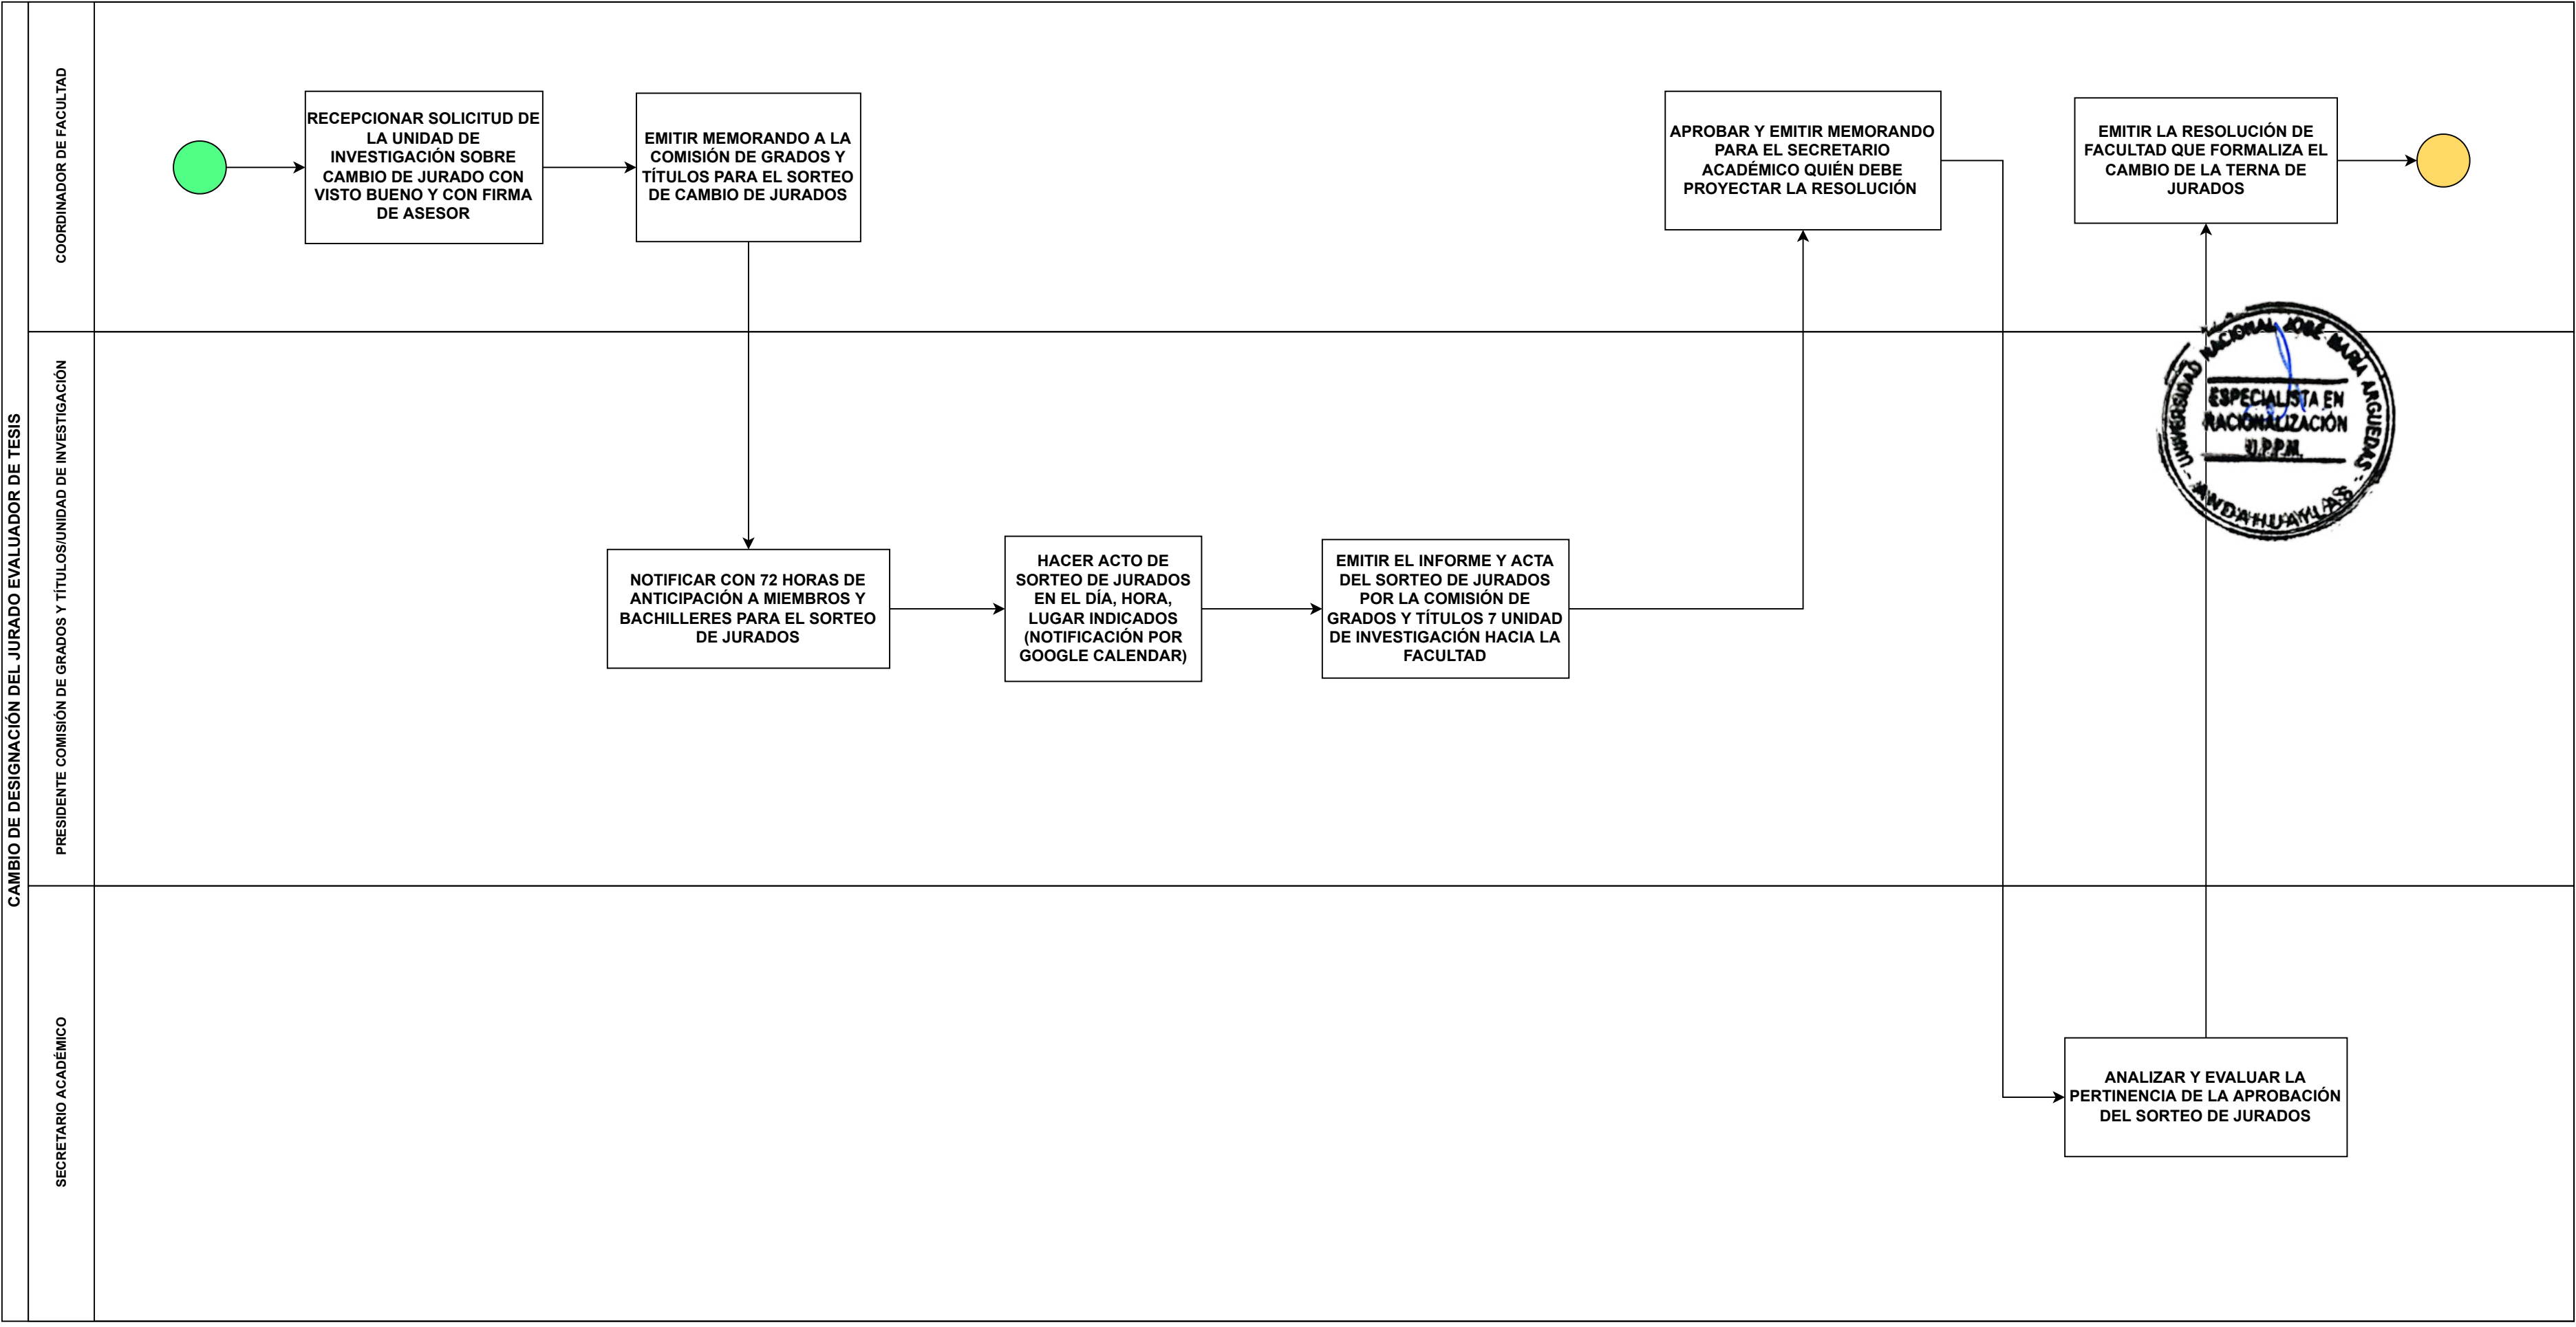 CAMBIO DE DESIGNACIÓN DEL JURADO EVALUADOR DE TESIS
COORDINADOR DE FACULTAD
RECEPCIONAR SOLICITUD DE
LA UNIDAD DE
INVESTIGACIÓN SOBRE
CAMBIO DE JURADO CON
VISTO BUENO Y CON FIRMA
DE ASESOR
EMITIR MEMORANDO A LA
COMISIÓN DE GRADOS Y
TÍTULOS PARA EL SORTEO
DE CAMBIO DE JURADOS
APROBAR Y EMITIR MEMORANDO
PARA EL SECRETARIO
ACADÉMICO QUIÉN DEBE
PROYECTAR LA RESOLUCIÓN
EMITIR LA RESOLUCIÓN DE
FACULTAD QUE FORMALIZA EL
CAMBIO DE LA TERNA DE
JURADOS
PRESIDENTE COMISIÓN DE GRADOS Y TÍTULOS/UNIDAD DE INVESTIGACIÓN
NOTIFICAR CON 72 HORAS DE
ANTICIPACIÓN A MIEMBROS Y
BACHILLERES PARA EL SORTEO
DE JURADOS
HACER ACTO DE
SORTEO DE JURADOS
EN EL DÍA, HORA,
LUGAR INDICADOS
(NOTIFICACIÓN POR
GOOGLE CALENDAR)
EMITIR EL INFORME Y ACTA
DEL SORTEO DE JURADOS
POR LA COMISIÓN DE
GRADOS Y TÍTULOS 7 UNIDAD
DE INVESTIGACIÓN HACIA LA
FACULTAD
UNIVERSIDAD NACIONAL JOSÉ MARÍA ARGUEDAS
ESPECIALISTA EN
RACIONALIZACIÓN
U.P.P.M.
- ANDAHUAYLAS -
SECRETARIO ACADÉMICO
ANALIZAR Y EVALUAR LA
PERTINENCIA DE LA APROBACIÓN
DEL SORTEO DE JURADOS